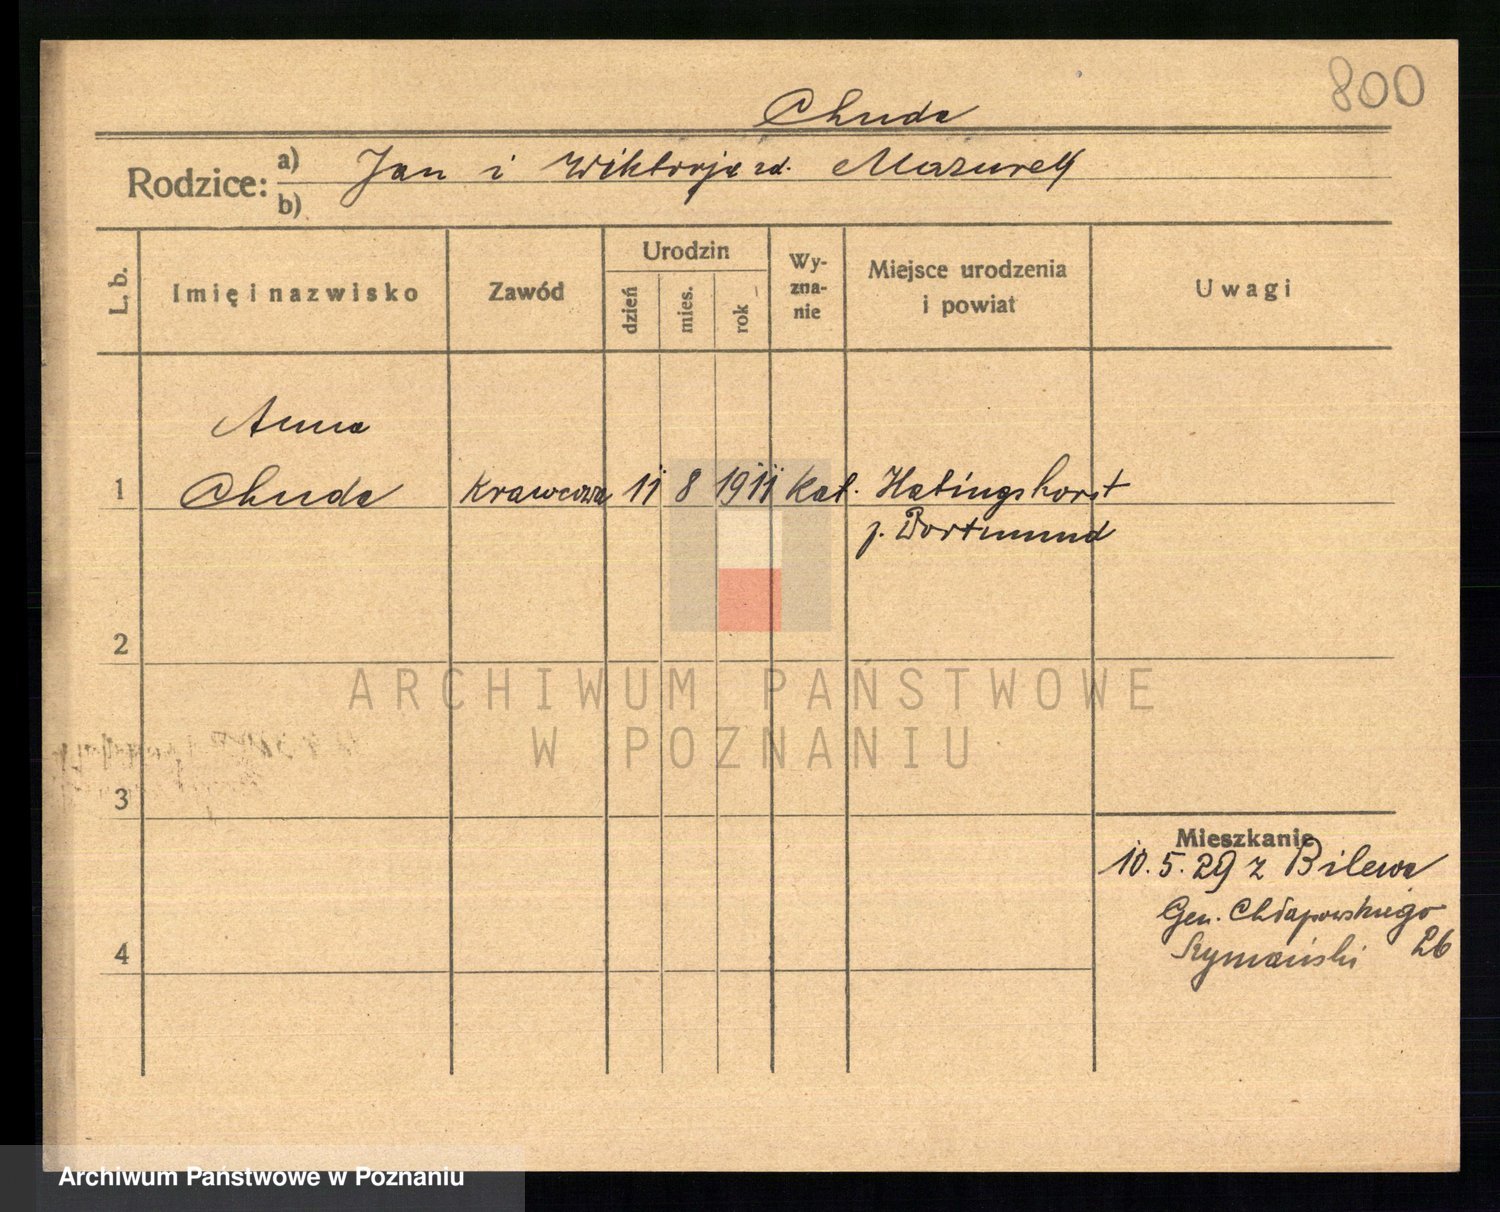 800
Chuda
Rodzice: a) Jan i Wiktorja zd. Mazurek
b)
L. b.
Imię i nazwisko
Zawód
Urodzin
dzień
mies.
rok
Wy-
zna-
nie
Miejsce urodzenia
i powiat
Uwagi
Anna
1 Chuda Krawcowa 11 8 1911 kat. Hatingshorst
p. Dortmund
2
ARCHIWUM PAŃSTWOWE
W POZNANIU
3
Mieszkanie
10. 5. 29 z Bilewa
Gen. Chłapowskiego
26
Szymański
4
Archiwum Państwowe w Poznaniu